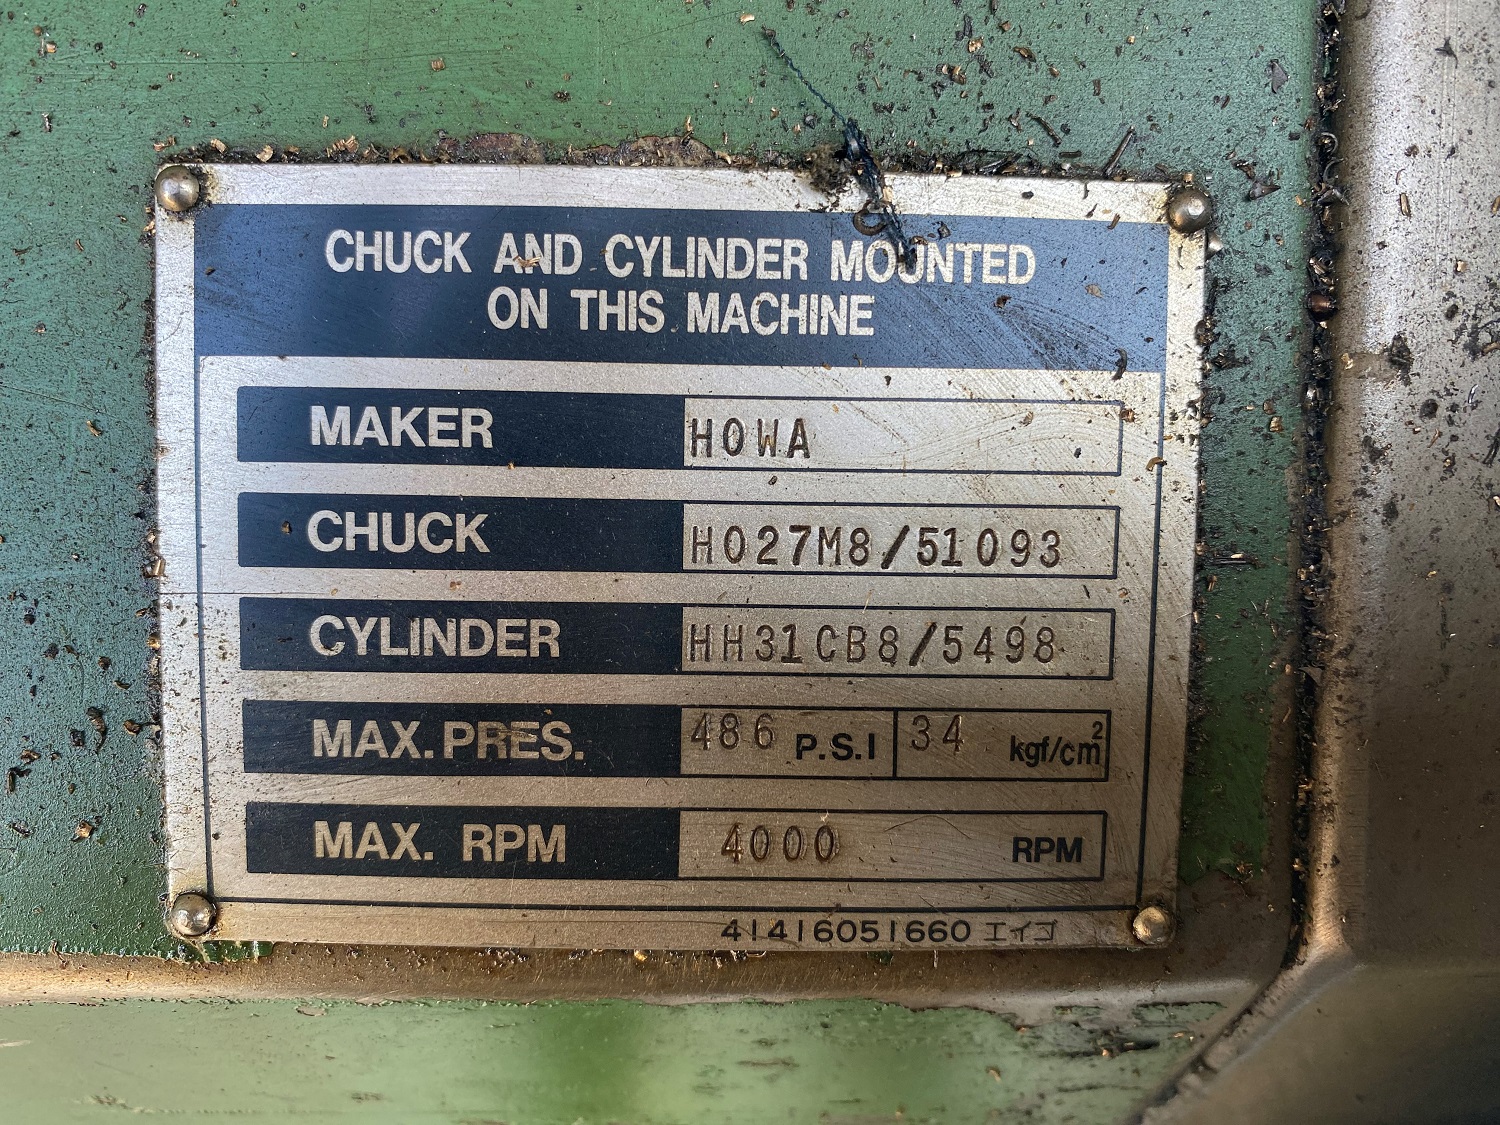 CHUCK AND CYLINDER MOUNTED
ON THIS MACHINE
MAKER HOWA
CHUCK H027M8/51093
CYLINDER HH31CB8/5498
MAX. PRES. 486 P.S.I 34 kgf/cm²
MAX. RPM 4000 RPM
41416051660 エイゴ